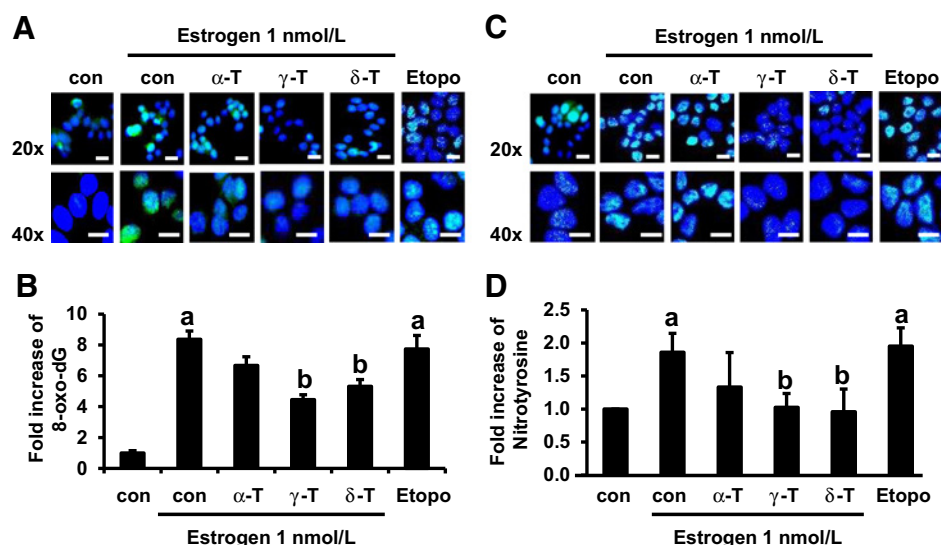 A
Estrogen 1 nmol/L
con con α-T γ-T δ-T Etopo
20x
40x
B
Fold increase of
8-oxo-dG
10
8
6
4
2
0
a
b
b
a
con con α-T γ-T δ-T Etopo
Estrogen 1 nmol/L
C
Estrogen 1 nmol/L
con con α-T γ-T δ-T Etopo
20x
40x
D
Fold increase of
Nitrotyrosine
2.5
2.0
1.5
1.0
0.5
0.0
a
b
b
a
con con α-T γ-T δ-T Etopo
Estrogen 1 nmol/L